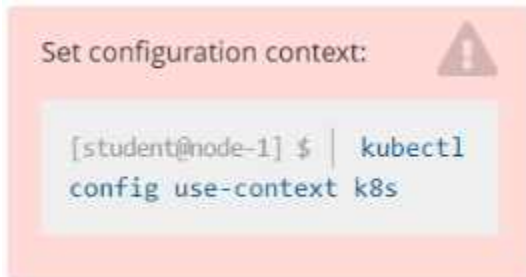 Set configuration context:
[student@node-1] $ | kubectl
config use-context k8s